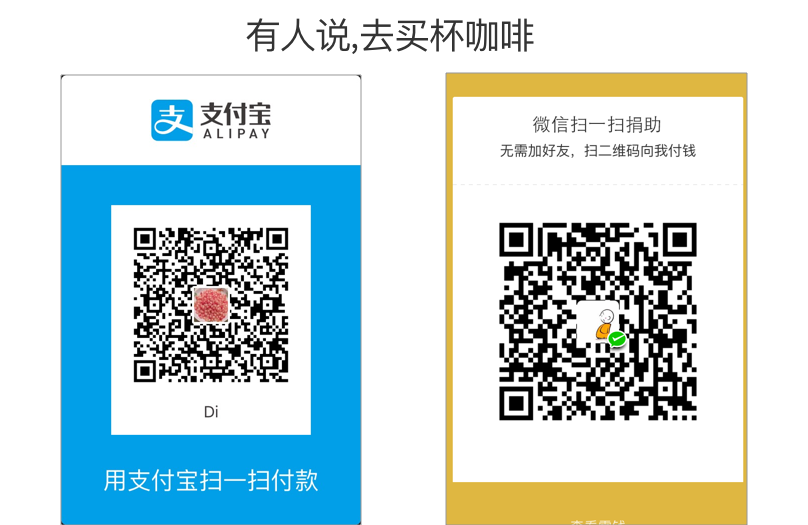 有人说,去买杯咖啡
支付宝
ALIPAY
Di
用支付宝扫一扫付款
微信扫一扫捐助
无需加好友，扫二维码向我付钱